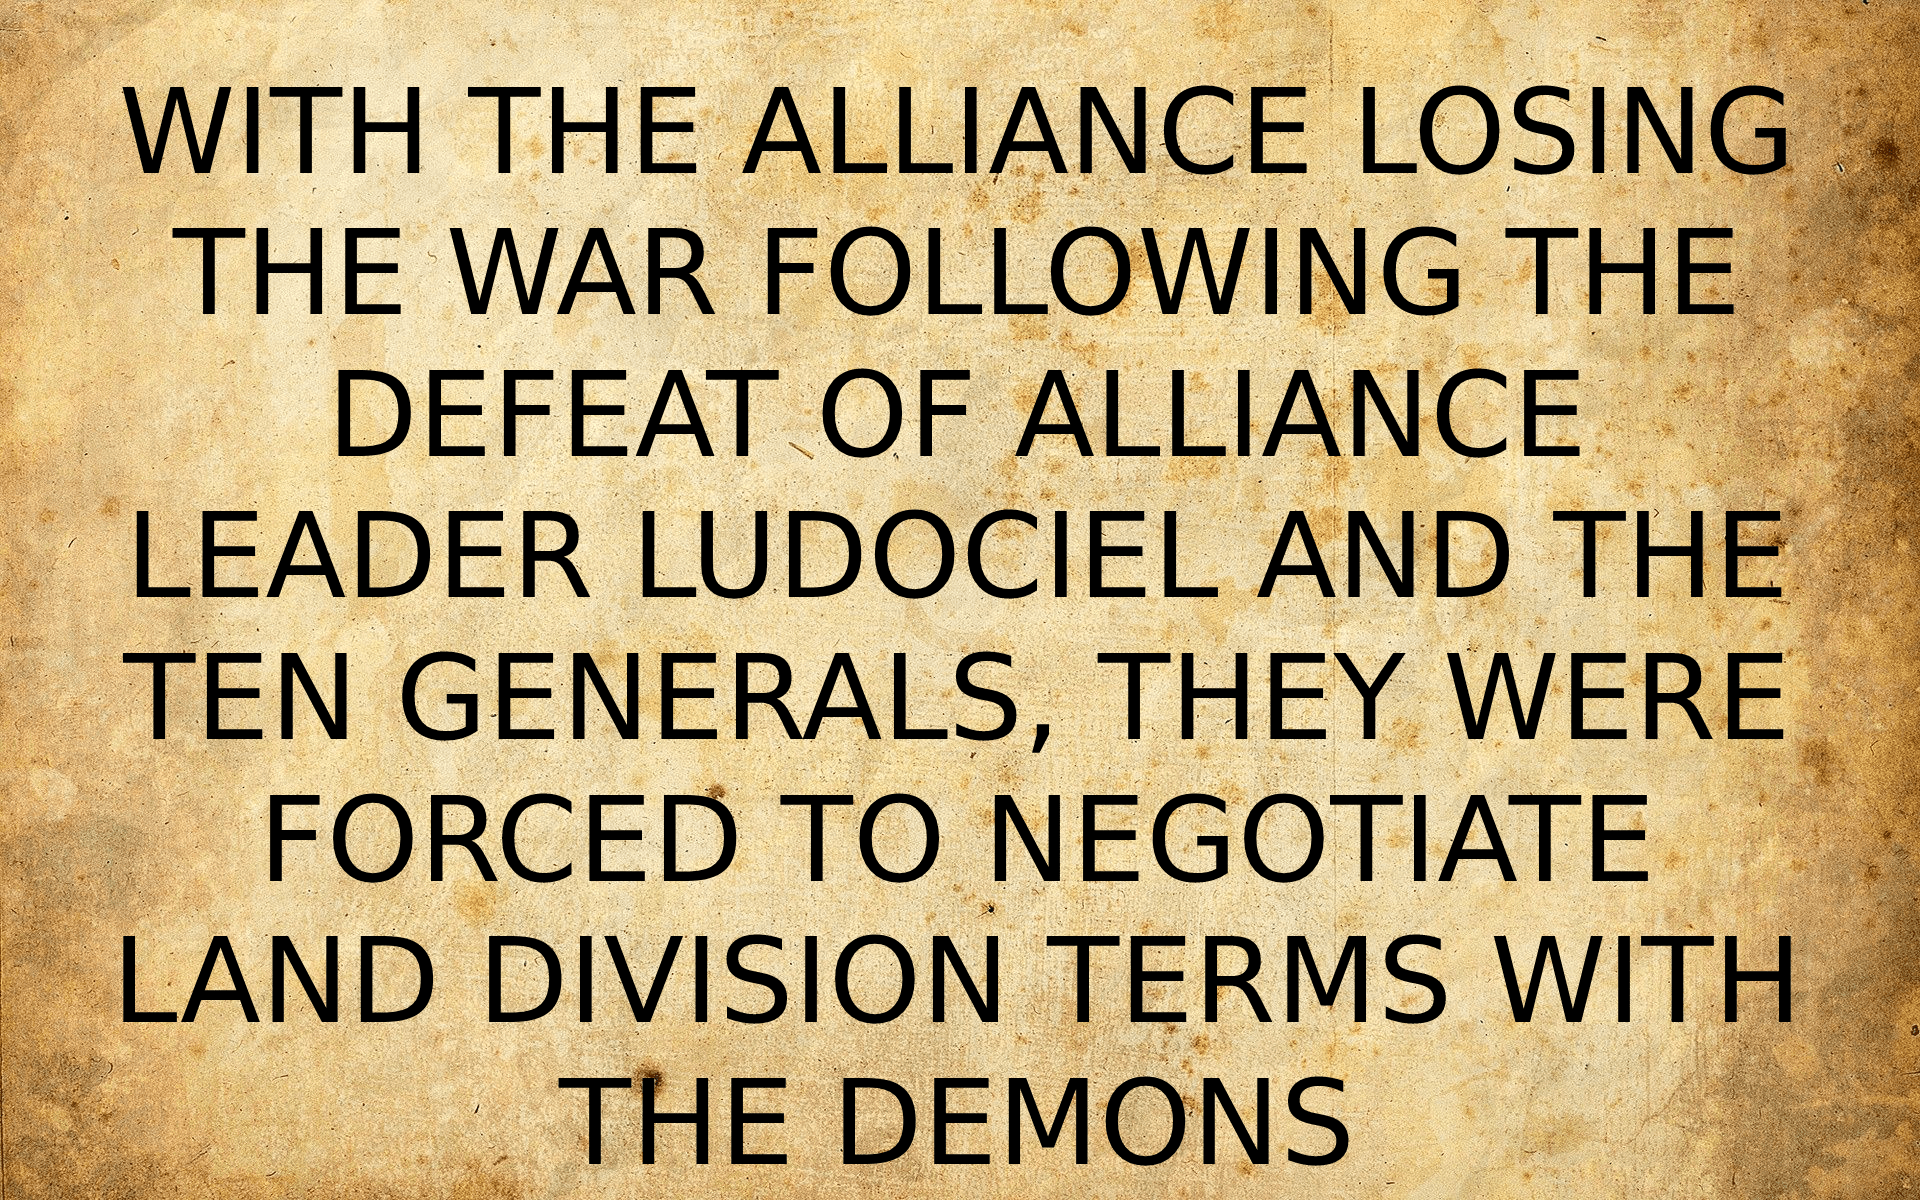 WITH THE ALLIANCE LOSING
THE WAR FOLLOWING THE
DEFEAT OF ALLIANCE
LEADER LUDOCIEL AND THE
TEN GENERALS, THEY WERE
FORCED TO NEGOTIATE
LAND DIVISION TERMS WITH
THE DEMONS